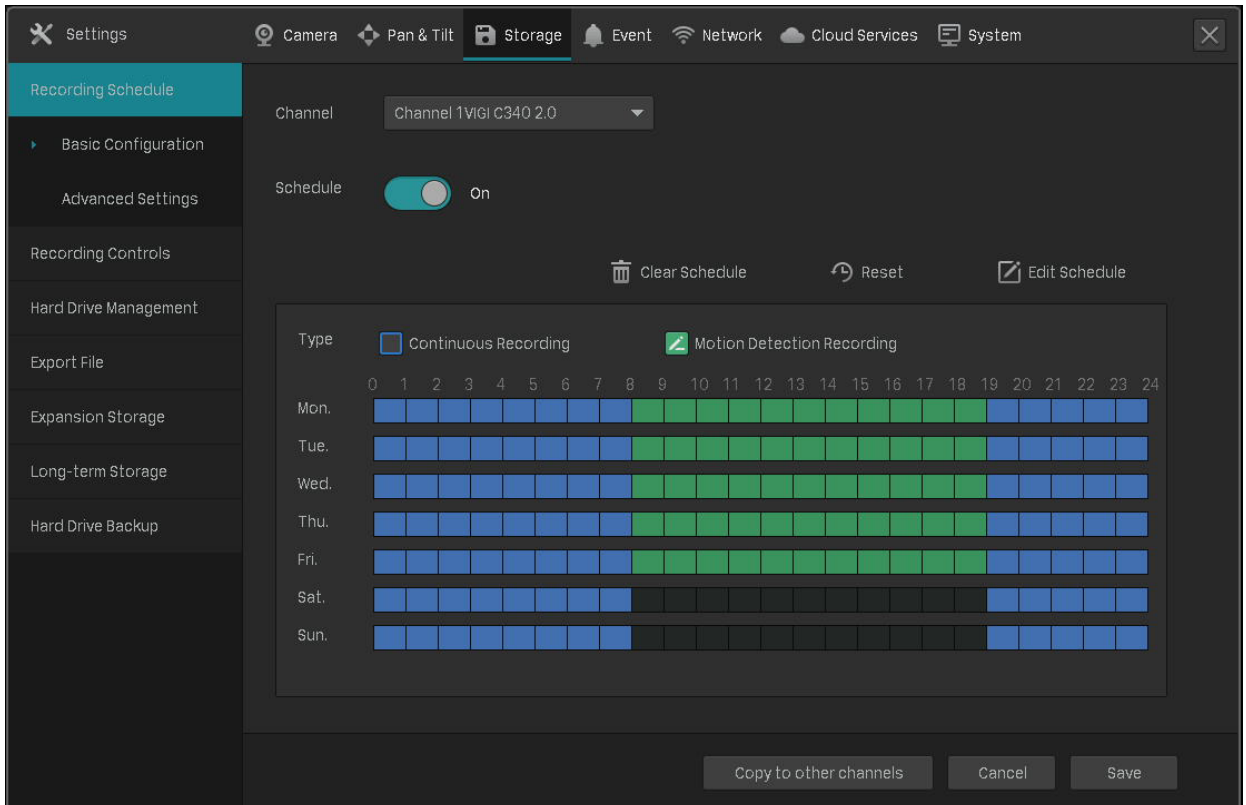 Settings Camera Pan & Tilt Storage Event Network Cloud Services System
Recording Schedule
Basic Configuration
Advanced Settings
Recording Controls
Hard Drive Management
Export File
Expansion Storage
Long-term Storage
Hard Drive Backup
Channel Channel 1 VIGI C340 2.0
Schedule On
Clear Schedule Reset Edit Schedule
Type Continuous Recording Motion Detection Recording
0 1 2 3 4 5 6 7 8 9 10 11 12 13 14 15 16 17 18 19 20 21 22 23 24
Mon.
Tue.
Wed.
Thu.
Fri.
Sat.
Sun.
Copy to other channels Cancel Save